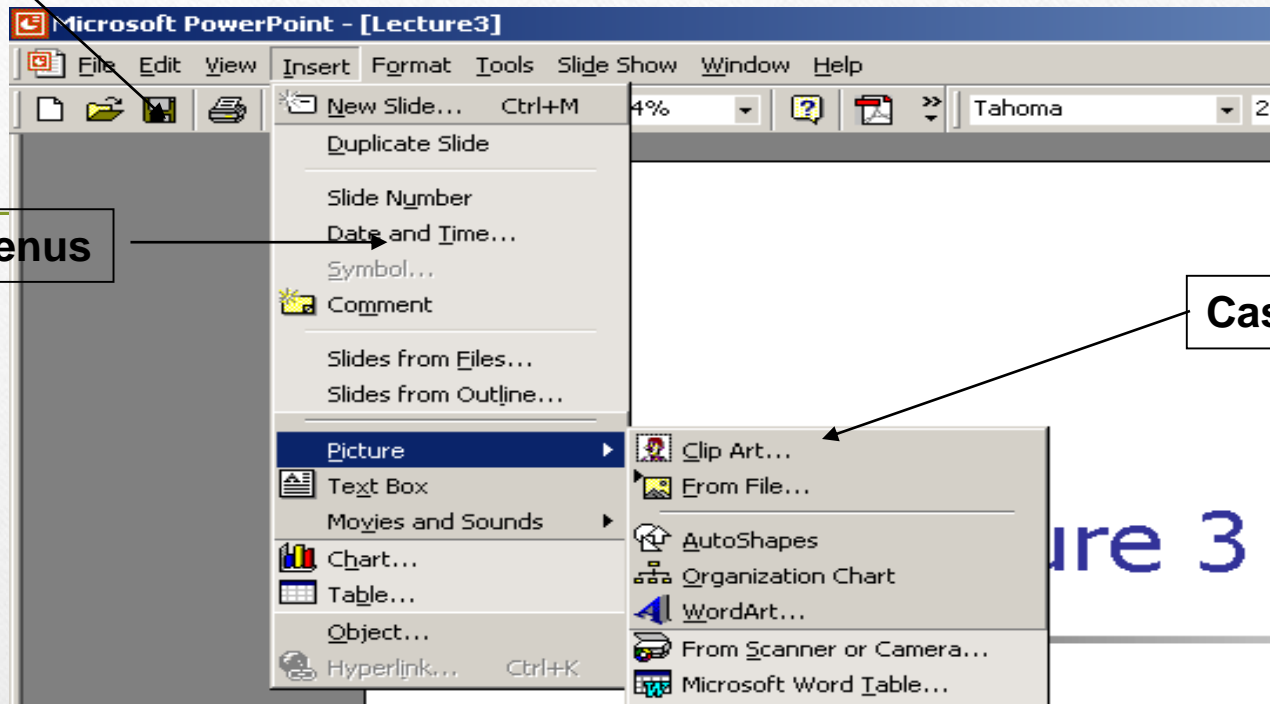 Microsoft PowerPoint - [Lecture3]
File Edit View Insert Format Tools Slide Show Window Help
4% Tahoma 2
New Slide... Ctrl+M
Duplicate Slide
Slide Number
Date and Time...
enus
Symbol...
Comment
Cas
Slides from Files...
Slides from Outline...
Picture
Text Box
Movies and Sounds
Chart...
Table...
Object...
Hyperlink... Ctrl+K
Clip Art...
From File...
AutoShapes
Organization Chart
WordArt...
From Scanner or Camera...
Microsoft Word Table...
ure 3